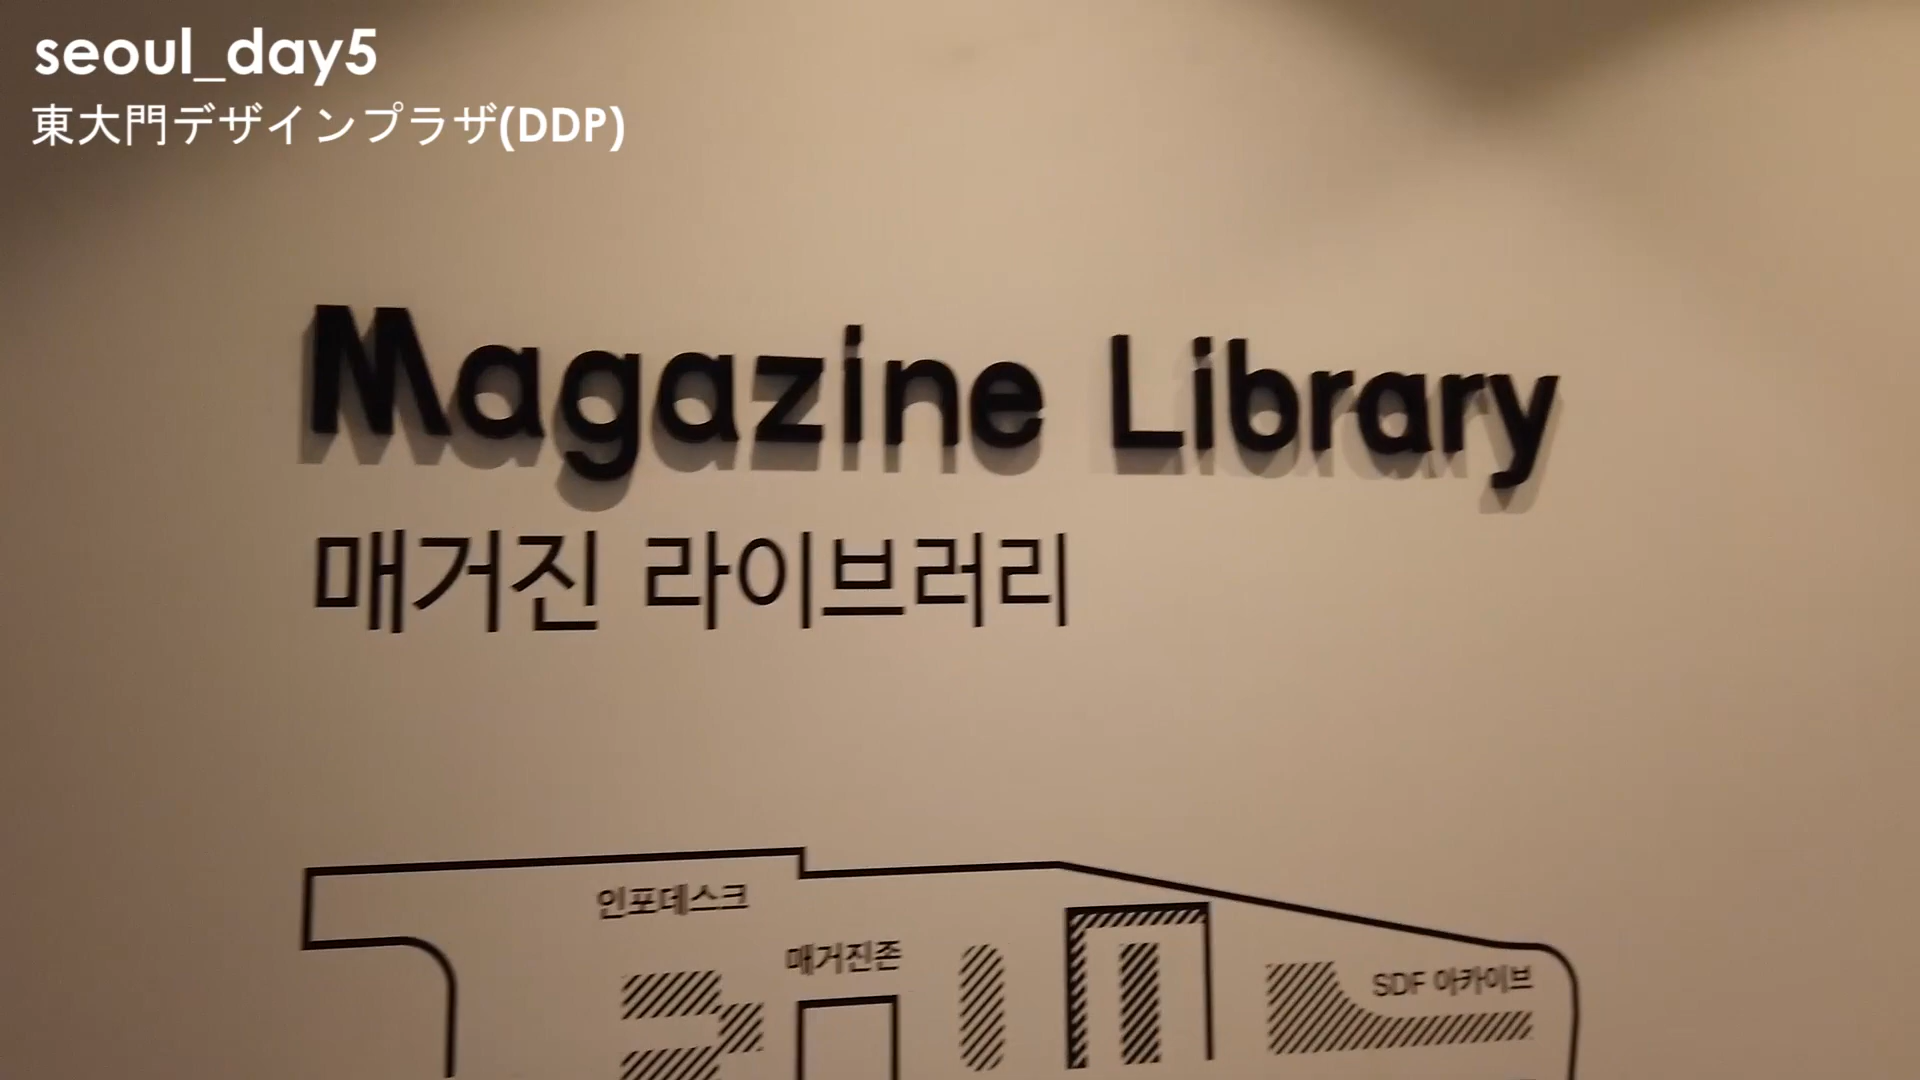 seoul_day5
東大門デザインプラザ(DDP)
Magazine Library
매거진 라이브러리
인포데스크
매거진존
SDF 아카이브